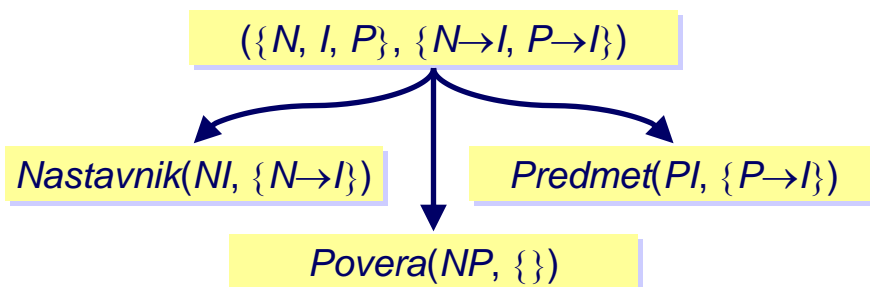 ({N, I, P}, {N→I, P→I})
Nastavnik(NI, {N→I})
Predmet(PI, {P→I})
Povera(NP, {})